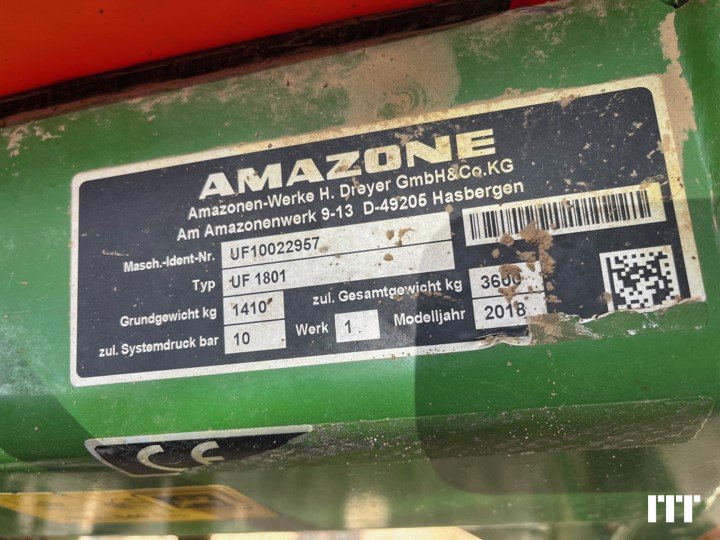 AMAZONE
Amazonen-Werke H. Dreyer GmbH&Co.KG
Am Amazonenwerk 9-13 D-49205 Hasbergen
Masch.-Ident-Nr. UF10022957
Typ UF 1801
Grundgewicht kg 1410 zul. Gesamtgewicht kg 3600
zul. Systemdruck bar 10 Werk 1 Modelljahr 2018
CE